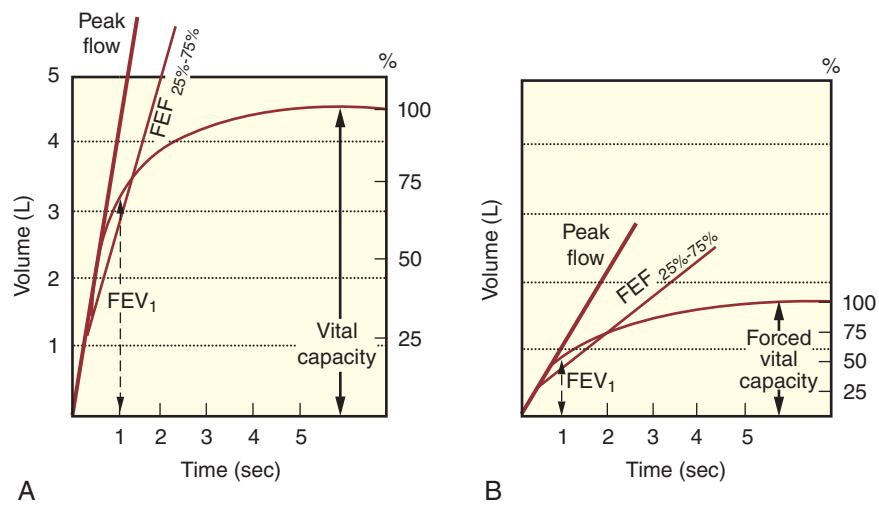 Peak
flow
FEF 25%-75%
%
5
4
3
2
1
100
75
50
25
Volume (L)
FEV1
Vital
capacity
1 2 3 4 5
Time (sec)
A
%
Volume (L)
Peak
flow
FEF 25%-75%
100
75
50
25
FEV1
Forced
vital
capacity
1 2 3 4 5
Time (sec)
B